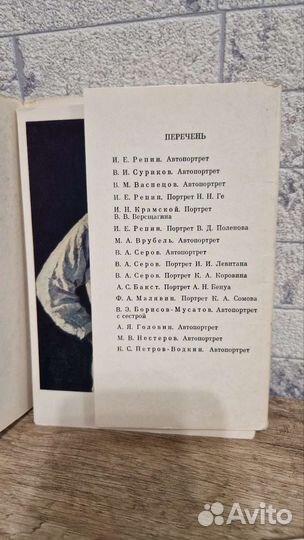 ПЕРЕЧЕНЬ
И. Е. Репин. Автопортрет
В. И. Суриков. Автопортрет
В. М. Васнецов. Автопортрет
И. Е. Репин. Портрет Н. Н. Ге
И. Н. Крамской. Портрет
В. В. Верещагина
И. Е. Репин. Портрет В. Д. Поленова
М. А. Врубель. Автопортрет
В. А. Серов. Автопортрет
В. А. Серов. Портрет И. И. Левитана
В. А. Серов. Портрет К. А. Коровина
Л. С. Бакст. Портрет А. Н. Бенуа
Ф. А. Малявин. Портрет К. А. Сомова
В. Э. Борисов-Мусатов. Автопортрет
с сестрой
А. Я. Головин. Автопортрет
М. В. Нестеров. Автопортрет
К. С. Петров-Водкин. Автопортрет
Avito